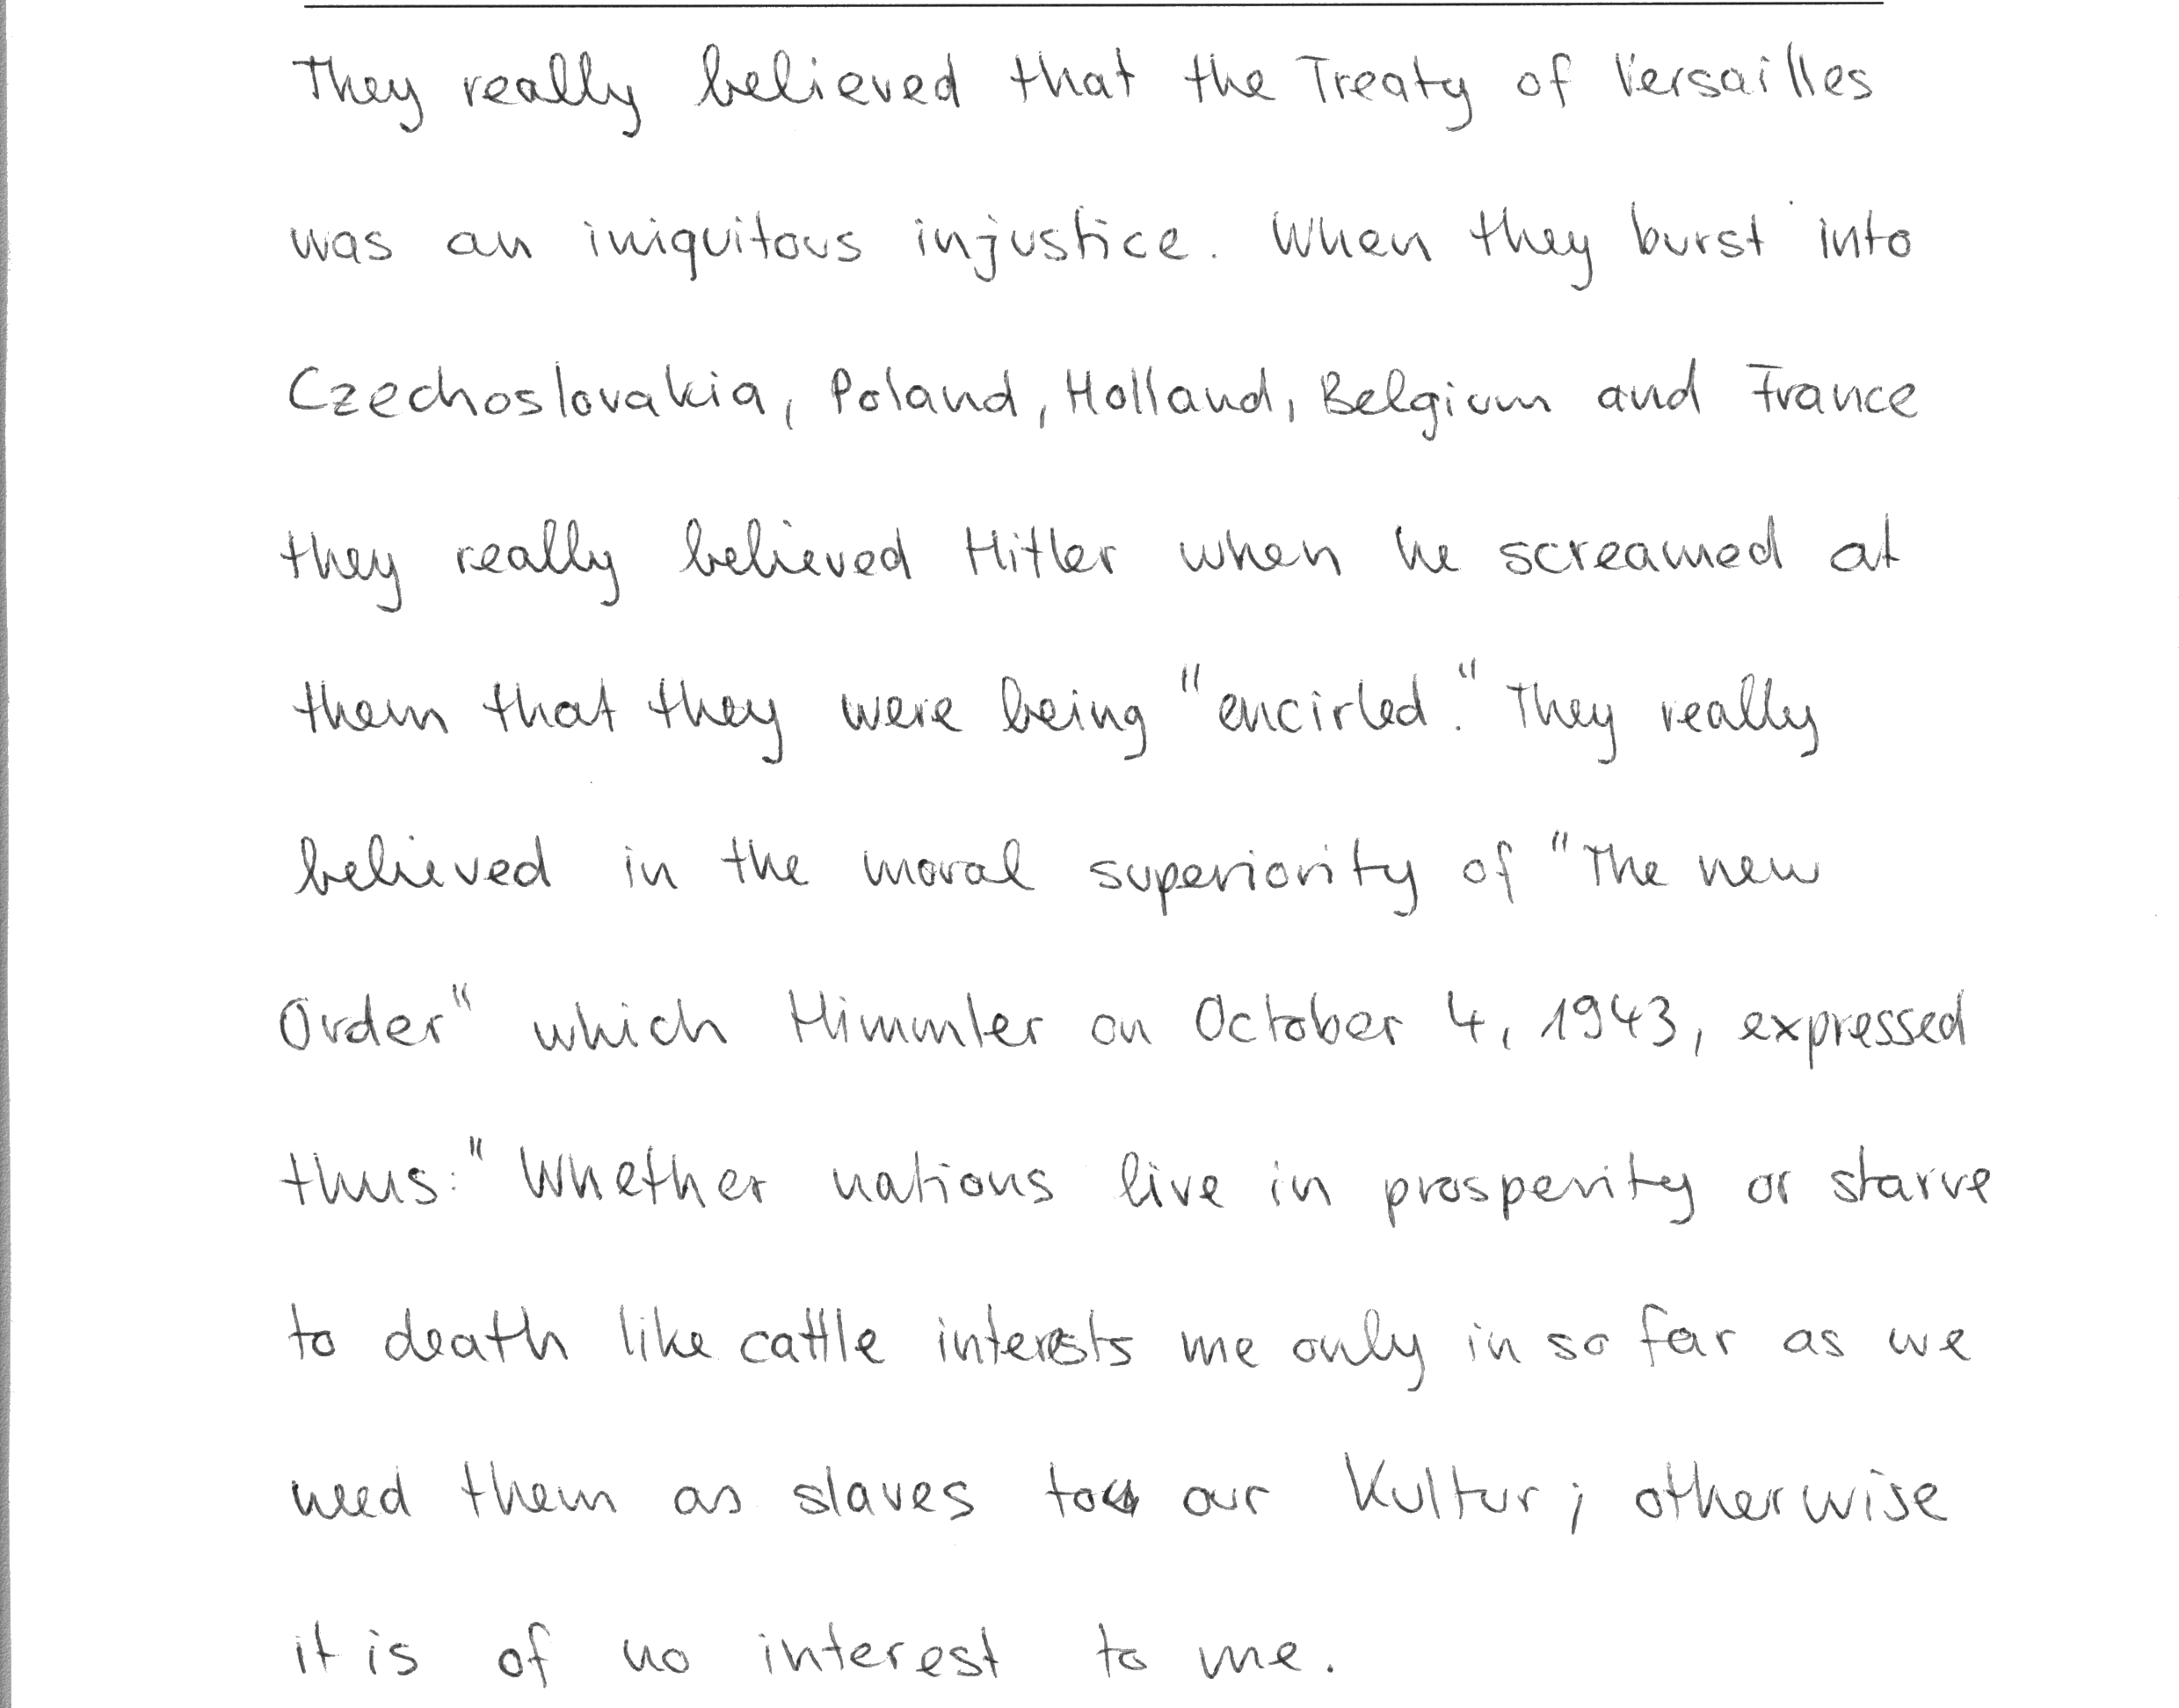 They really believed that the Treaty of Versailles
was an iniquitous injustice. When they burst into
Czechoslovakia, Poland, Holland, Belgium and France
they really believed Hitler when he screamed at
them that they were being "encirled." They really
believed in the moral superiority of "The new
Order" which Himmler on October 4, 1943, expressed
thus: "Whether nations live in prosperity or starve
to death like cattle interests me only in so far as we
need them as slaves to our Kultur; otherwise
it is of no interest to me.